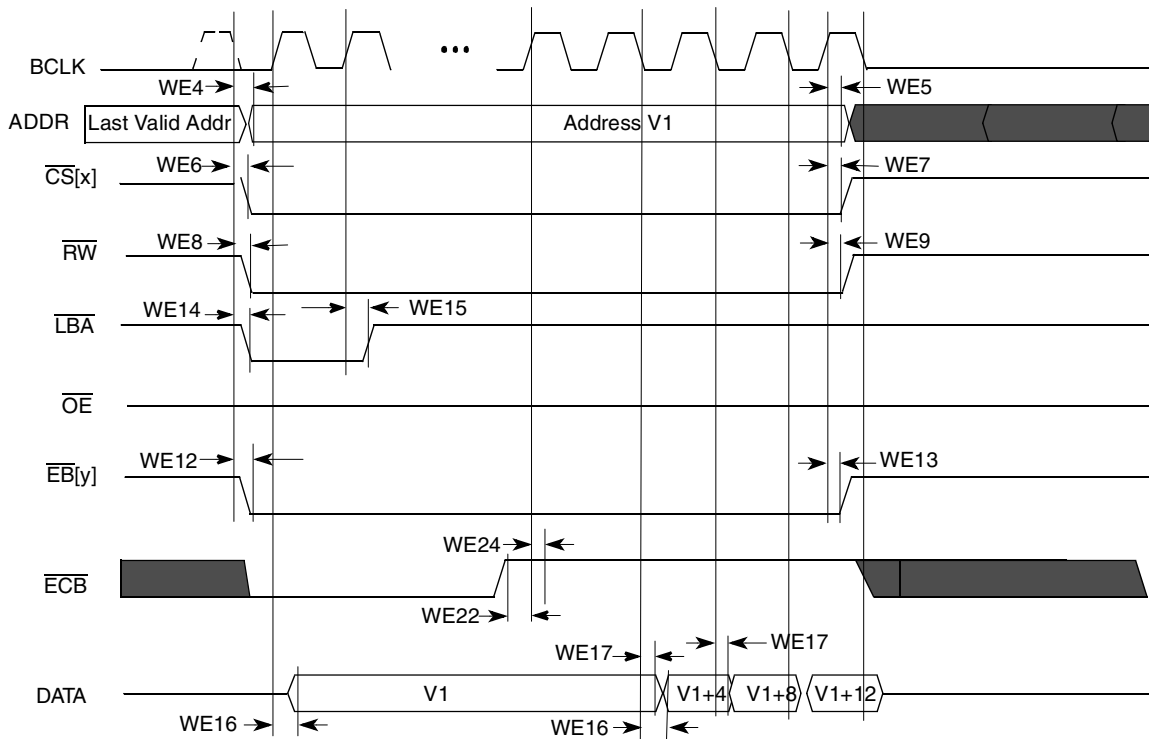 •••
BCLK
WE4
WE5
ADDR
Last Valid Addr
Address V1
WE6
WE7
CS[x]
WE8
WE9
RW
WE14
WE15
LBA
OE
WE12
WE13
EB[y]
WE24
ECB
WE22
WE17
WE17
DATA
V1
V1+4
V1+8
V1+12
WE16
WE16